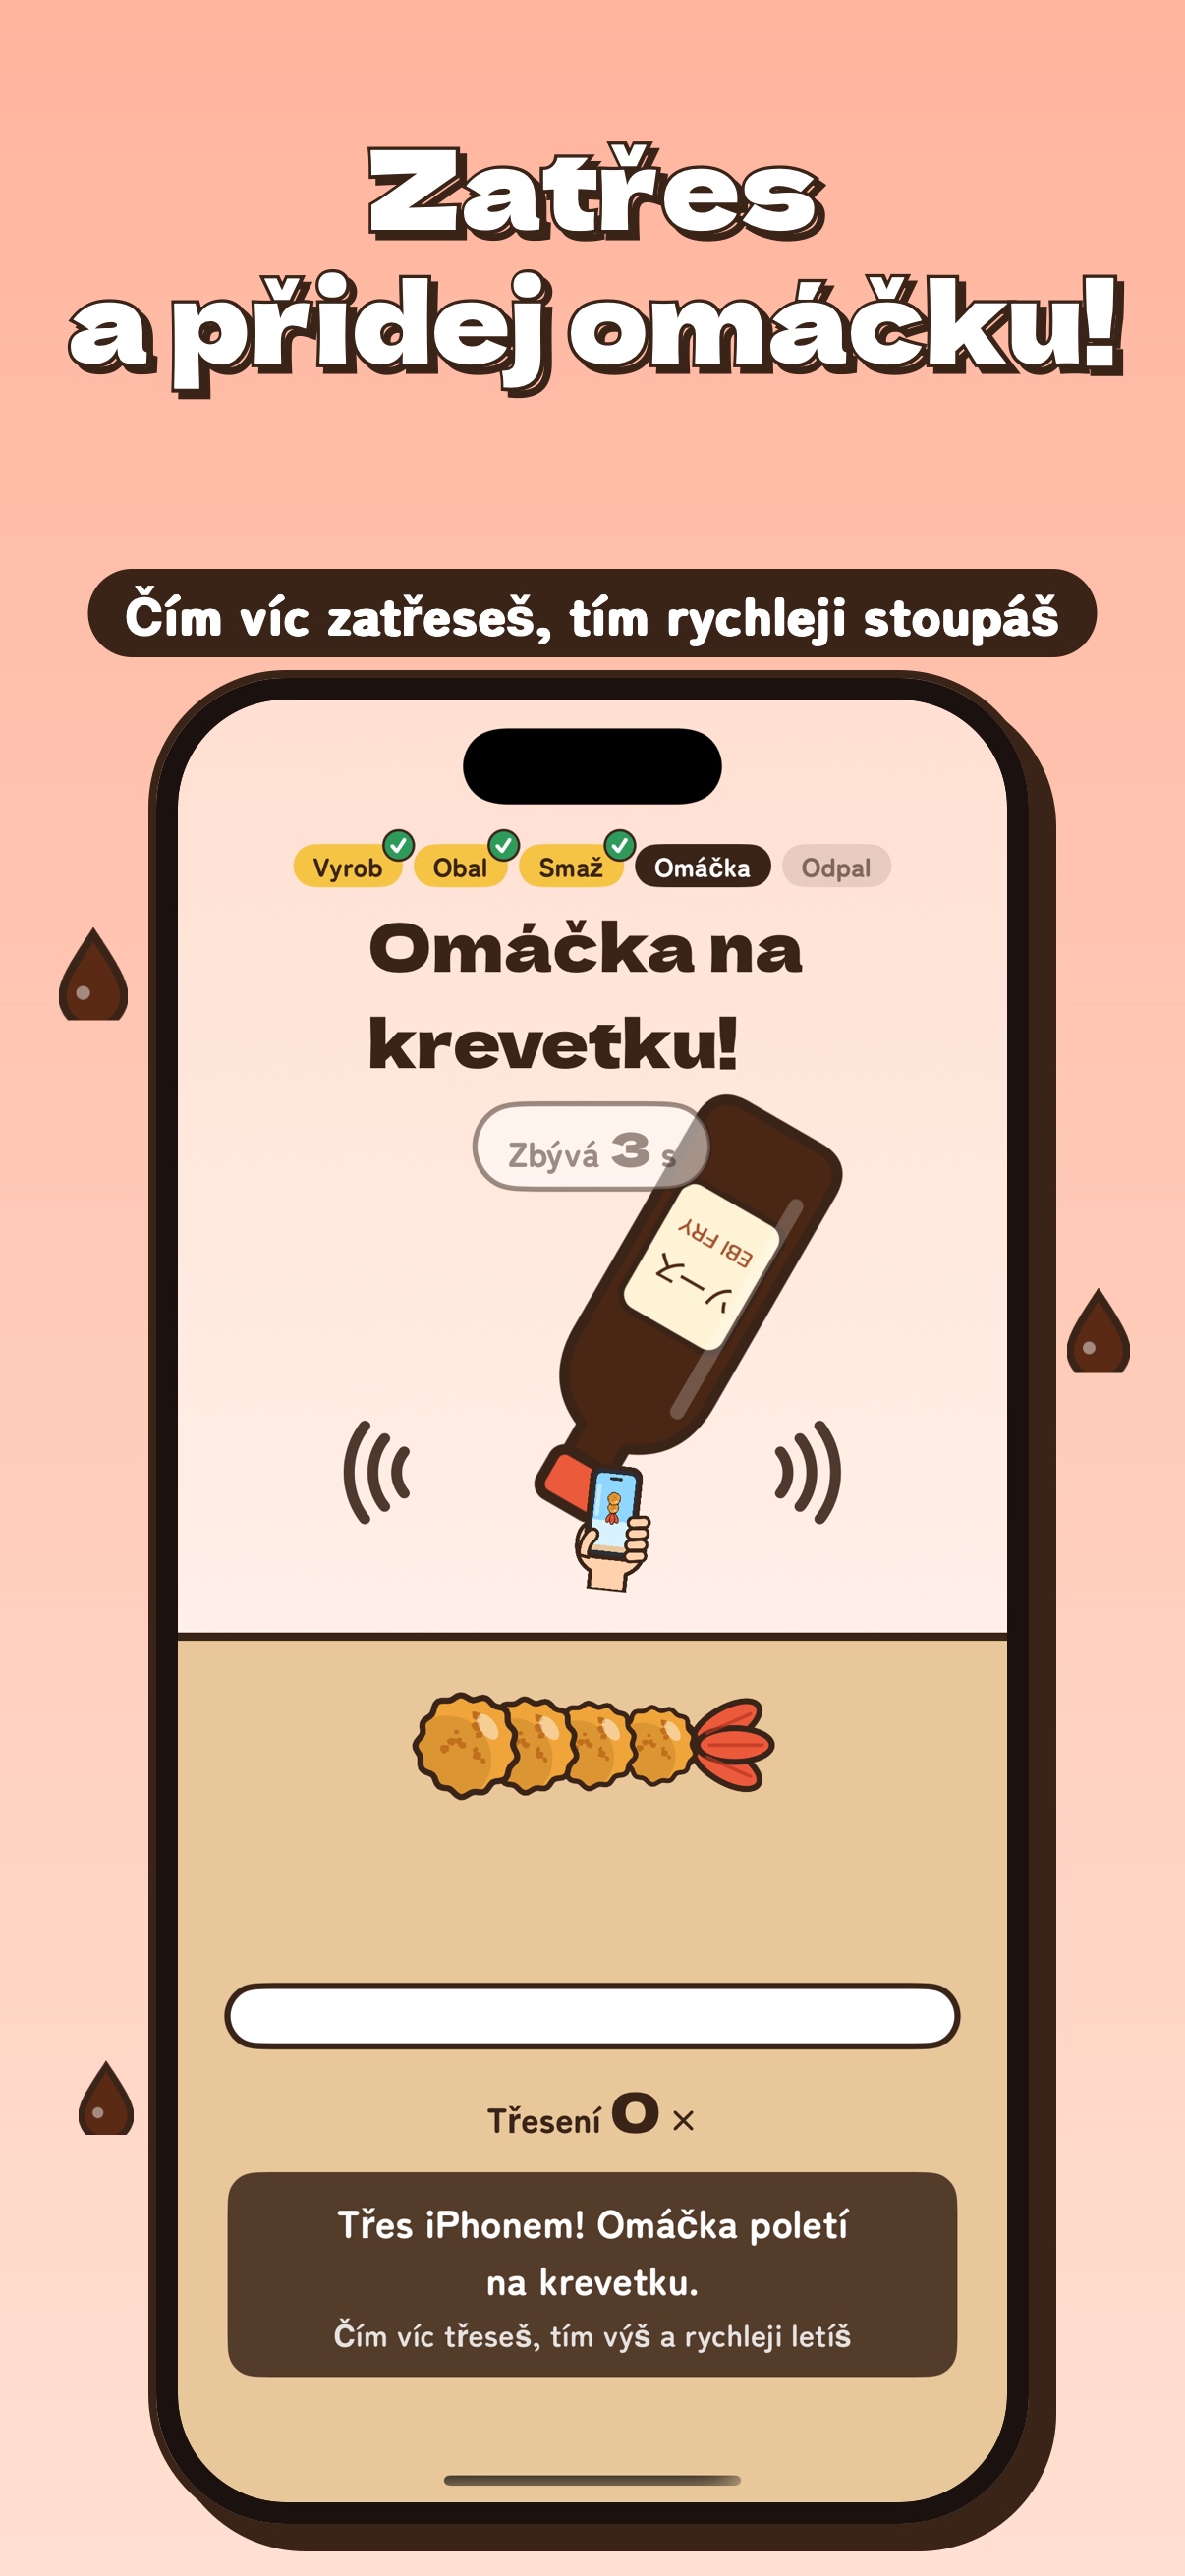 Zatřes
a přidej omáčku!
Čím víc zatřeseš, tím rychleji stoupáš
Vyrob Obal Smaž Omáčka Odpal
Omáčka na
krevetku!
Zbývá 3 s
EBI FRY
ソース
Třesení 0 ×
Třes iPhonem! Omáčka poletí
na krevetku.
Čím víc třeseš, tím výš a rychleji letíš